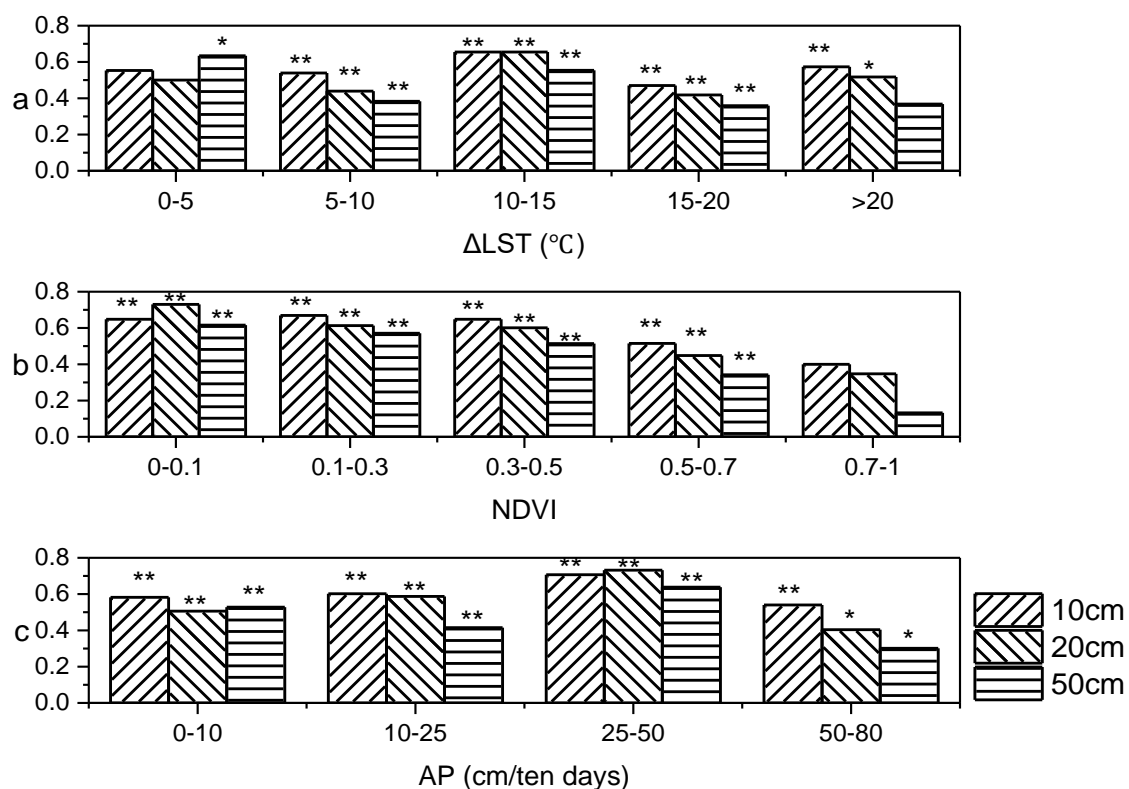 0.8
0.6
0.4
0.2
0.0
a
* ** ** ** ** ** ** ** ** ** ** *
0-5 5-10 10-15 15-20 >20
ΔLST (℃)
0.8
0.6
0.4
0.2
0.0
b
** ** ** ** ** ** ** ** ** ** ** **
0-0.1 0.1-0.3 0.3-0.5 0.5-0.7 0.7-1
NDVI
0.8
0.6
0.4
0.2
0.0
c
** ** ** ** ** ** ** ** ** ** * *
0-10 10-25 25-50 50-80
AP (cm/ten days)
10cm
20cm
50cm